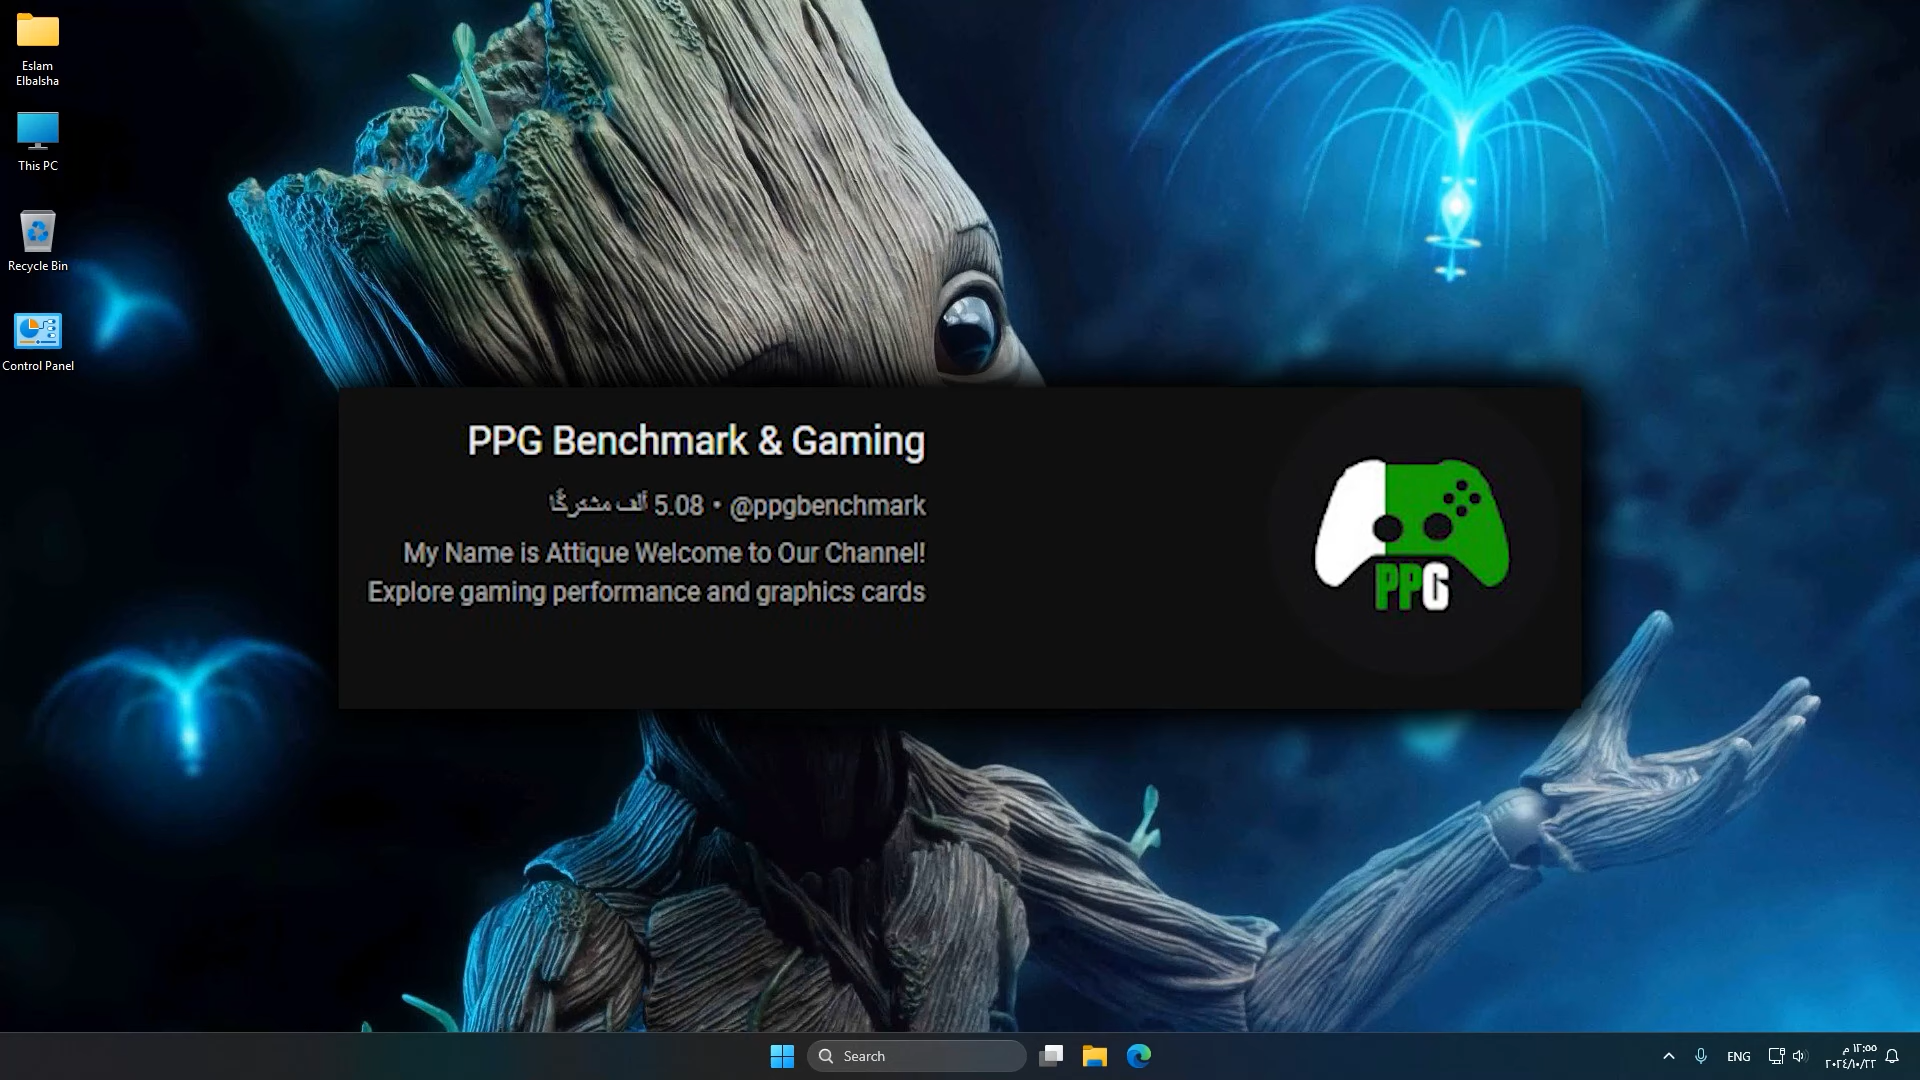 Eslam
Elbalsha
This PC
Recycle Bin
Control Panel
PPG Benchmark & Gaming
@ppgbenchmark • 5.08 ألف مشتركًا
My Name is Attique Welcome to Our Channel!
Explore gaming performance and graphics cards
PPG
Search
ENG
١٢:٥٥ م
٢٠٢٤/١٠/٢٢